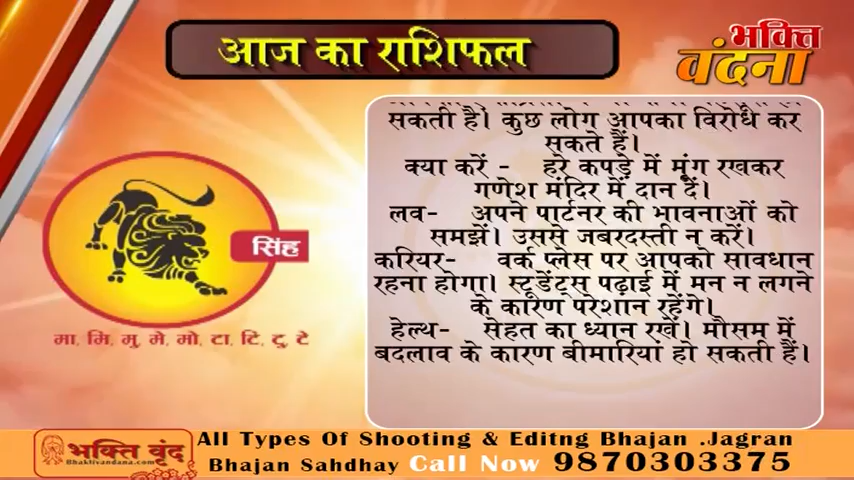 आज का राशिफल
भक्ति
वंदना
सकती है। कुछ लोग आपका विरोध कर
सकते हैं।
क्या करें - हरे कपड़े में मूंग रखकर
गणेश मंदिर में दान दें।
लव- अपने पार्टनर की भावनाओं को
समझें। उससे जबरदस्ती न करें।
करियर- वर्क प्लेस पर आपको सावधान
रहना होगा। स्टूडेंट्स पढ़ाई में मन न लगने
के कारण परेशान रहेंगे।
हेल्थ- सेहत का ध्यान रखें। मौसम में
बदलाव के कारण बीमारियां हो सकती हैं।
सिंह
मा, मि, मु, मे, मो, टा, टि, टु, टे
भक्ति वृंद
Bhaktivandana.com
All Types Of Shooting & Editng Bhajan .Jagran
Bhajan Sahdhay Call Now 9870303375